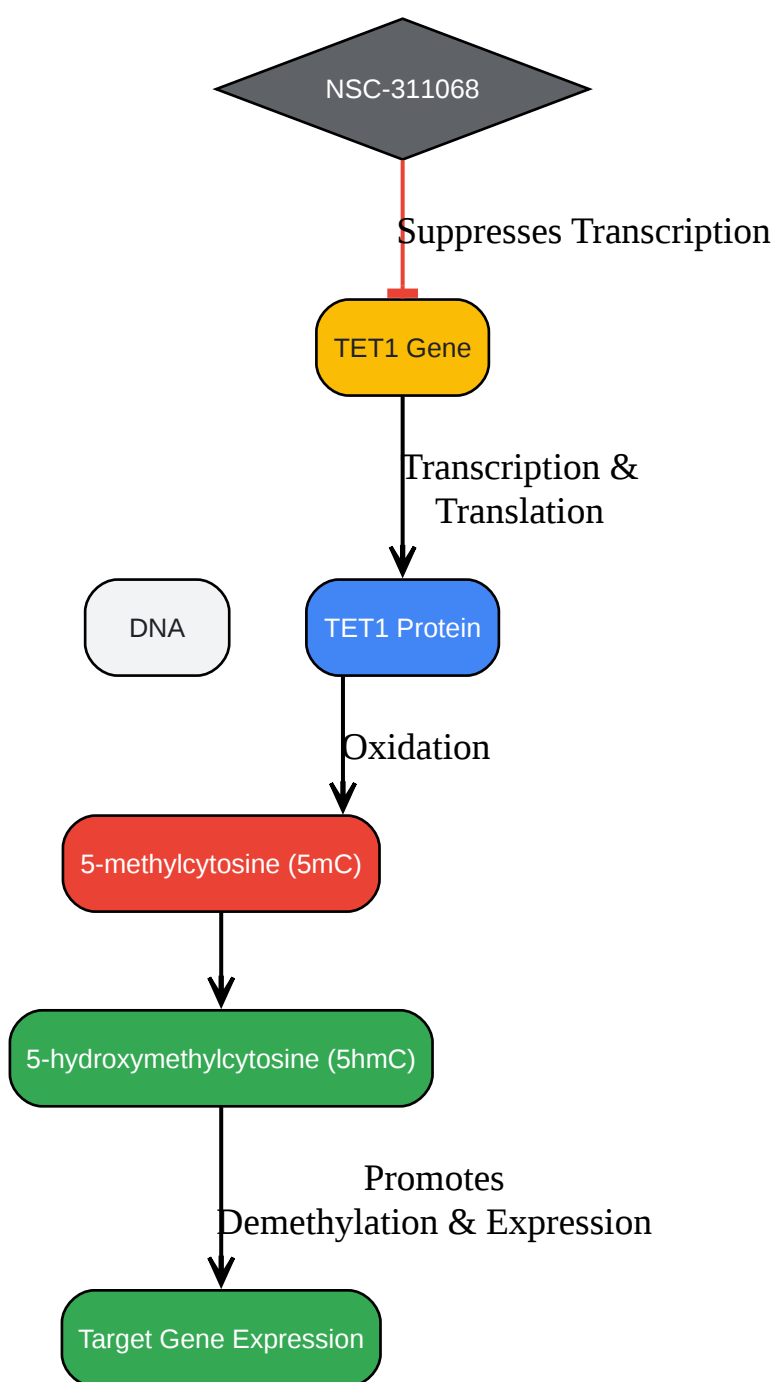 NSC-311068
Suppresses Transcription
TET1 Gene
Transcription &
Translation
DNA
TET1 Protein
Oxidation
5-methylcytosine (5mC)
5-hydroxymethylcytosine (5hmC)
Promotes
Demethylation & Expression
Target Gene Expression